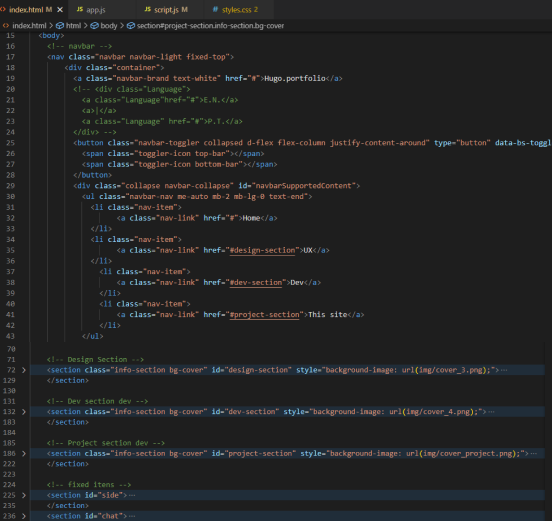 index.html M
app.js
script.js M
styles.css 2
index.html > html > body > section#project-section.info-section.bg-cover
15 <body>
16 <!-- navbar -->
17 <nav class="navbar navbar-light fixed-top">
18 <div class="container">
19 <a class="navbar-brand text-white" href="#">Hugo.portfolio</a>
20 <!-- <div class="Language">
21 <a class="Language"href="#">E.N.</a>
22 <a>|</a>
23 <a class="Language" href="#">P.T.</a>
24 </div> -->
25 <button class="navbar-toggler collapsed d-flex flex-column justify-content-around" type="button" data-bs-toggl
26 <span class="toggler-icon top-bar"></span>
27 <span class="toggler-icon bottom-bar"></span>
28 </button>
29 <div class="collapse navbar-collapse" id="navbarSupportedContent">
30 <ul class="navbar-nav me-auto mb-2 mb-lg-0 text-end">
31 <li class="nav-item">
32 <a class="nav-link" href="#">Home</a>
33 </li>
34 <li class="nav-item">
35 <a class="nav-link" href="#design-section">UX</a>
36 </li>
37 <li class="nav-item">
38 <a class="nav-link" href="#dev-section">Dev</a>
39 </li>
40 <li class="nav-item">
41 <a class="nav-link" href="#project-section">This site</a>
42 </li>
43 </ul>
70
71 <!-- Design Section -->
72 > <section class="info-section bg-cover" id="design-section" style="background-image: url(img/cover_3.png);">…
129 </section>
130
131 <!-- Dev section dev -->
132 > <section class="info-section bg-cover" id="dev-section" style="background-image: url(img/cover_4.png);">…
183 </section>
184
185 <!-- Project section dev -->
186 > <section class="info-section bg-cover" id="project-section" style="background-image: url(img/cover_project.png);">…
222 </section>
223
224 <!-- fixed itens -->
225 > <section id="side">…
235 </section>
236 > <section id="chat">…